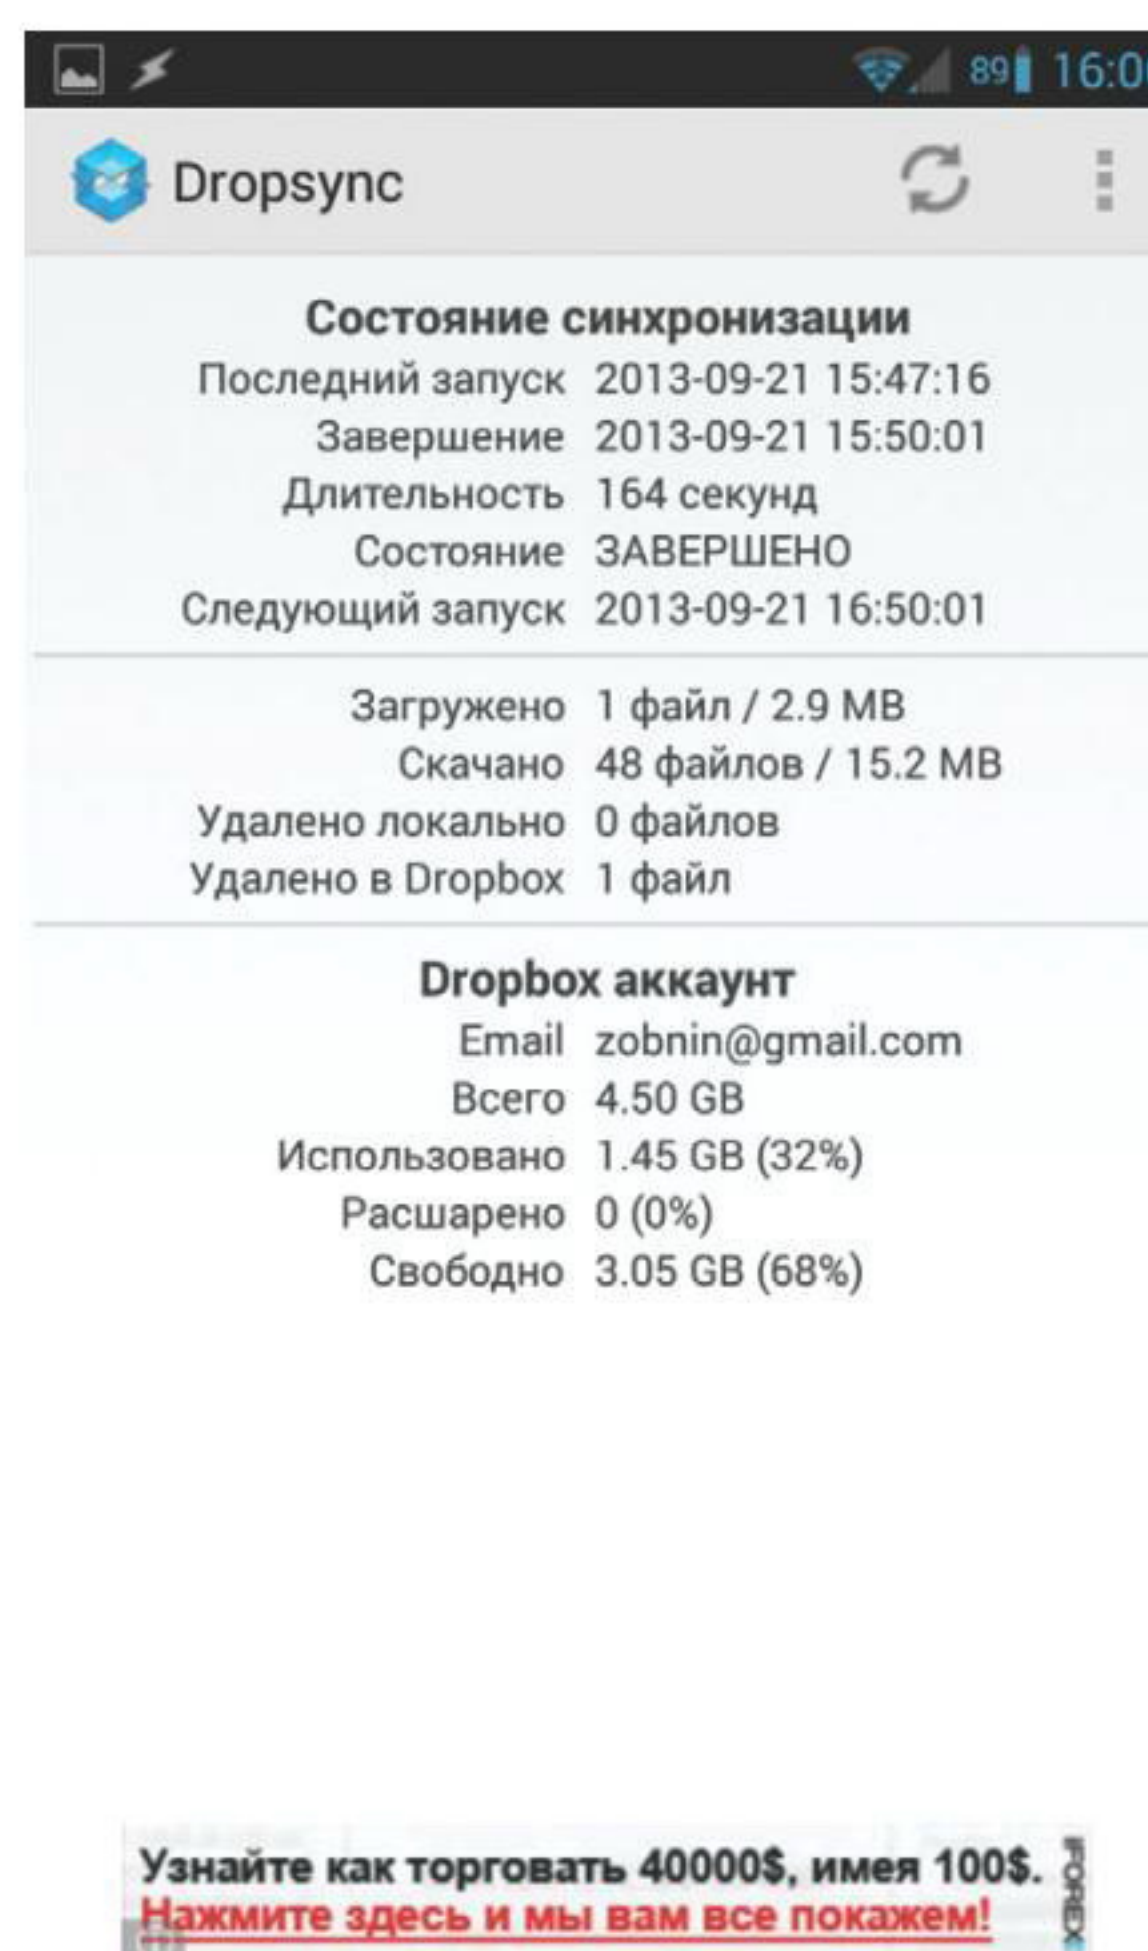 89 16:0
Dropsync
Состояние синхронизации
Последний запуск 2013-09-21 15:47:16
Завершение 2013-09-21 15:50:01
Длительность 164 секунд
Состояние ЗАВЕРШЕНО
Следующий запуск 2013-09-21 16:50:01
Загружено 1 файл / 2.9 MB
Скачано 48 файлов / 15.2 MB
Удалено локально 0 файлов
Удалено в Dropbox 1 файл
Dropbox аккаунт
Email zobnin@gmail.com
Всего 4.50 GB
Использовано 1.45 GB (32%)
Расшарено 0 (0%)
Свободно 3.05 GB (68%)
Узнайте как торговать 40000$, имея 100$.
Нажмите здесь и мы вам все покажем!
IFOREX